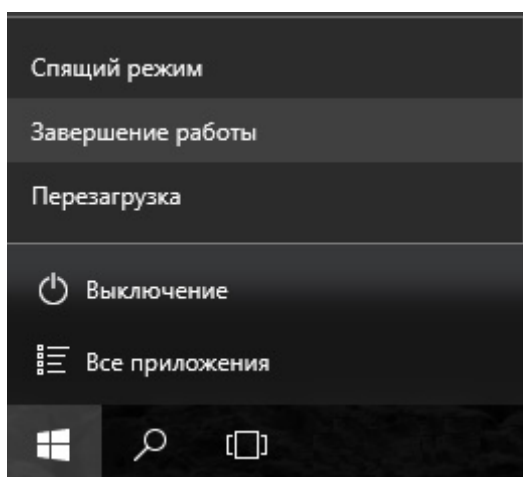 Спящий режим
Завершение работы
Перезагрузка
Выключение
Все приложения